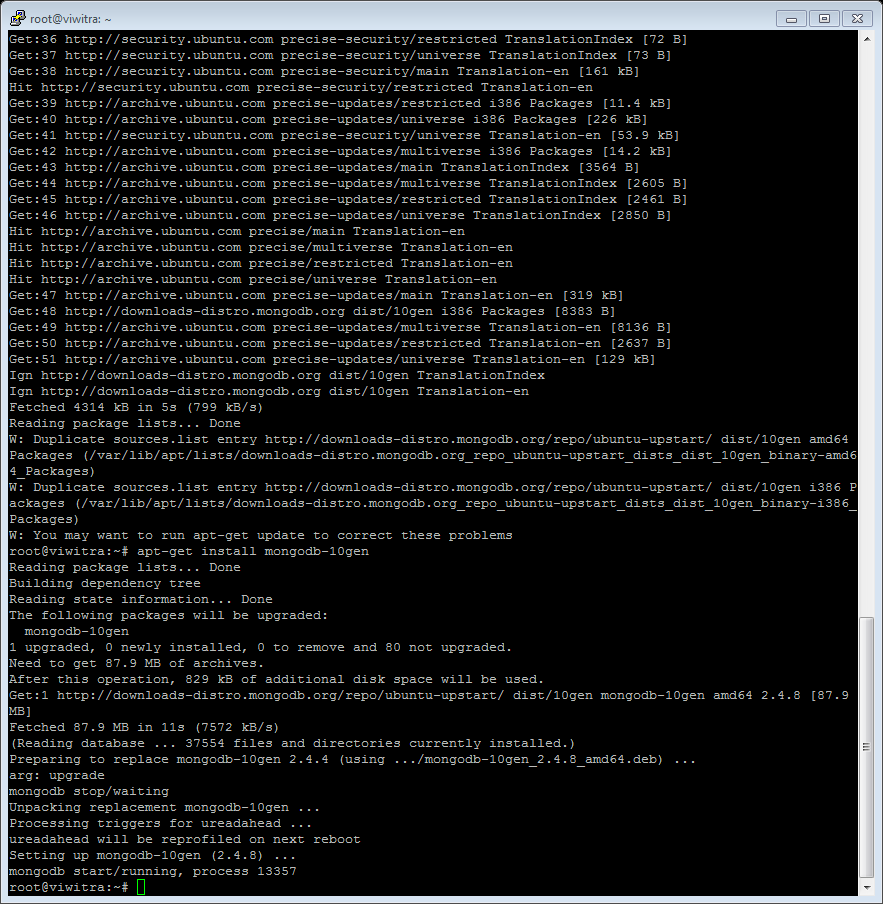 root@viwitra: ~
Get:36 http://security.ubuntu.com precise-security/restricted TranslationIndex [72 B]
Get:37 http://security.ubuntu.com precise-security/universe TranslationIndex [73 B]
Get:38 http://security.ubuntu.com precise-security/main Translation-en [161 kB]
Hit http://security.ubuntu.com precise-security/restricted Translation-en
Get:39 http://archive.ubuntu.com precise-updates/restricted i386 Packages [11.4 kB]
Get:40 http://archive.ubuntu.com precise-updates/universe i386 Packages [226 kB]
Get:41 http://security.ubuntu.com precise-security/universe Translation-en [53.9 kB]
Get:42 http://archive.ubuntu.com precise-updates/multiverse i386 Packages [14.2 kB]
Get:43 http://archive.ubuntu.com precise-updates/main TranslationIndex [3564 B]
Get:44 http://archive.ubuntu.com precise-updates/multiverse TranslationIndex [2605 B]
Get:45 http://archive.ubuntu.com precise-updates/restricted TranslationIndex [2461 B]
Get:46 http://archive.ubuntu.com precise-updates/universe TranslationIndex [2850 B]
Hit http://archive.ubuntu.com precise/main Translation-en
Hit http://archive.ubuntu.com precise/multiverse Translation-en
Hit http://archive.ubuntu.com precise/restricted Translation-en
Hit http://archive.ubuntu.com precise/universe Translation-en
Get:47 http://archive.ubuntu.com precise-updates/main Translation-en [319 kB]
Get:48 http://downloads-distro.mongodb.org dist/10gen i386 Packages [8383 B]
Get:49 http://archive.ubuntu.com precise-updates/multiverse Translation-en [8136 B]
Get:50 http://archive.ubuntu.com precise-updates/restricted Translation-en [2637 B]
Get:51 http://archive.ubuntu.com precise-updates/universe Translation-en [129 kB]
Ign http://downloads-distro.mongodb.org dist/10gen TranslationIndex
Ign http://downloads-distro.mongodb.org dist/10gen Translation-en
Fetched 4314 kB in 5s (799 kB/s)
Reading package lists... Done
W: Duplicate sources.list entry http://downloads-distro.mongodb.org/repo/ubuntu-upstart/ dist/10gen amd64
Packages (/var/lib/apt/lists/downloads-distro.mongodb.org_repo_ubuntu-upstart_dists_dist_10gen_binary-amd6
4_Packages)
W: Duplicate sources.list entry http://downloads-distro.mongodb.org/repo/ubuntu-upstart/ dist/10gen i386 P
ackages (/var/lib/apt/lists/downloads-distro.mongodb.org_repo_ubuntu-upstart_dists_dist_10gen_binary-i386_
Packages)
W: You may want to run apt-get update to correct these problems
root@viwitra:~# apt-get install mongodb-10gen
Reading package lists... Done
Building dependency tree
Reading state information... Done
The following packages will be upgraded:
  mongodb-10gen
1 upgraded, 0 newly installed, 0 to remove and 80 not upgraded.
Need to get 87.9 MB of archives.
After this operation, 829 kB of additional disk space will be used.
Get:1 http://downloads-distro.mongodb.org/repo/ubuntu-upstart/ dist/10gen mongodb-10gen amd64 2.4.8 [87.9
MB]
Fetched 87.9 MB in 11s (7572 kB/s)
(Reading database ... 37554 files and directories currently installed.)
Preparing to replace mongodb-10gen 2.4.4 (using .../mongodb-10gen_2.4.8_amd64.deb) ...
arg: upgrade
mongodb stop/waiting
Unpacking replacement mongodb-10gen ...
Processing triggers for ureadahead ...
ureadahead will be reprofiled on next reboot
Setting up mongodb-10gen (2.4.8) ...
mongodb start/running, process 13357
root@viwitra:~#